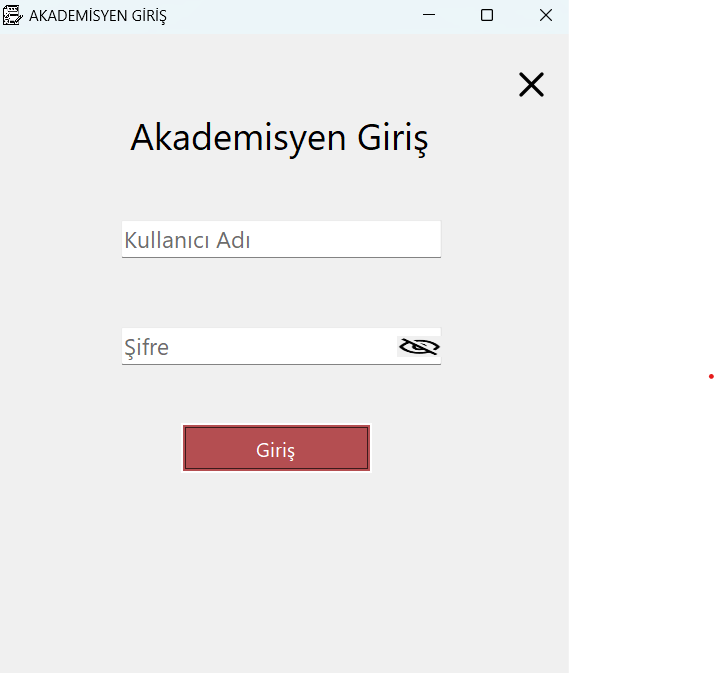 AKADEMİSYEN GİRİŞ
Akademisyen Giriş
Kullanıcı Adı
Şifre
Giriş